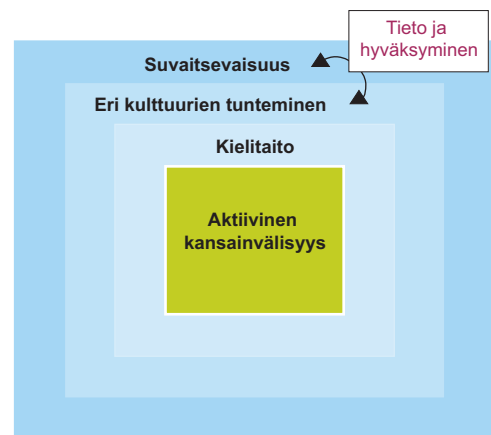 Tieto ja
hyväksyminen
Suvaitsevaisuus
Eri kulttuurien tunteminen
Kielitaito
Aktiivinen
kansainvälisyys